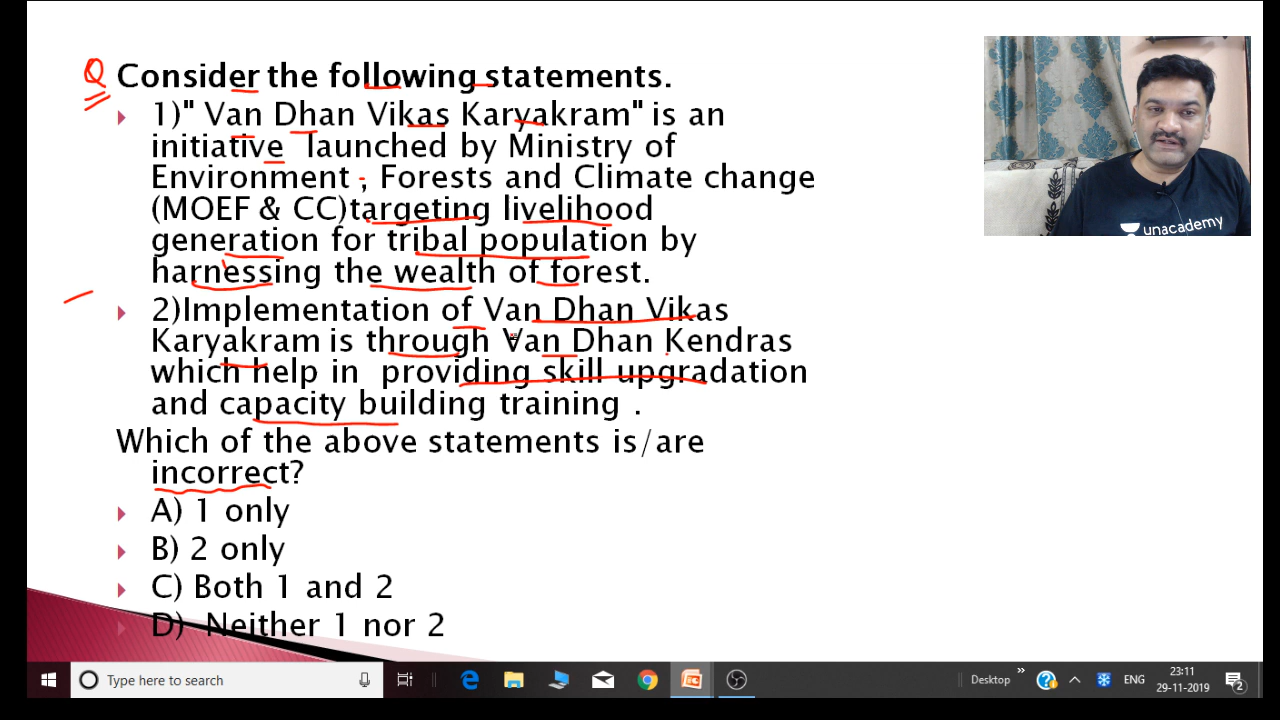 Q Consider the following statements.
1)" Van Dhan Vikas Karyakram" is an
initiative launched by Ministry of
Environment , Forests and Climate change
(MOEF & CC)targeting livelihood
generation for tribal population by
harnessing the wealth of forest.
2)Implementation of Van Dhan Vikas
Karyakram is through Van Dhan Kendras
which help in providing skill upgradation
and capacity building training .
Which of the above statements is/are
incorrect?
A) 1 only
B) 2 only
C) Both 1 and 2
D) Neither 1 nor 2
unacademy
Type here to search
Desktop
ENG
23:11
29-11-2019
2